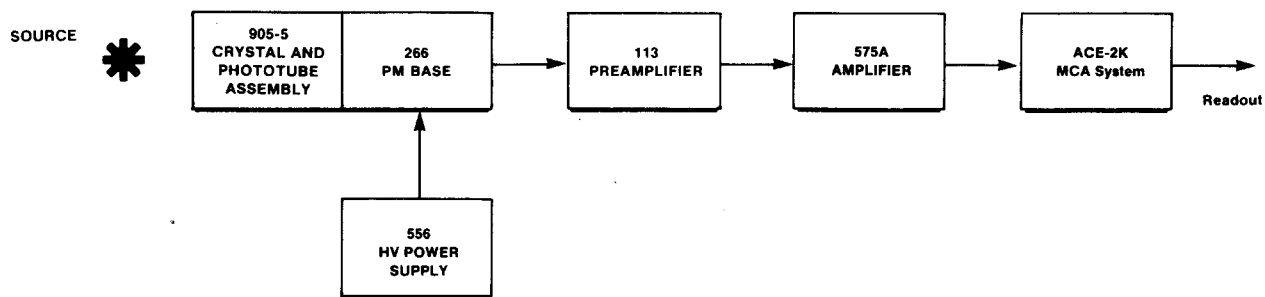 SOURCE
905-5
CRYSTAL AND
PHOTOTUBE
ASSEMBLY
266
PM BASE
113
PREAMPLIFIER
575A
AMPLIFIER
ACE-2K
MCA System
Readout
556
HV POWER
SUPPLY